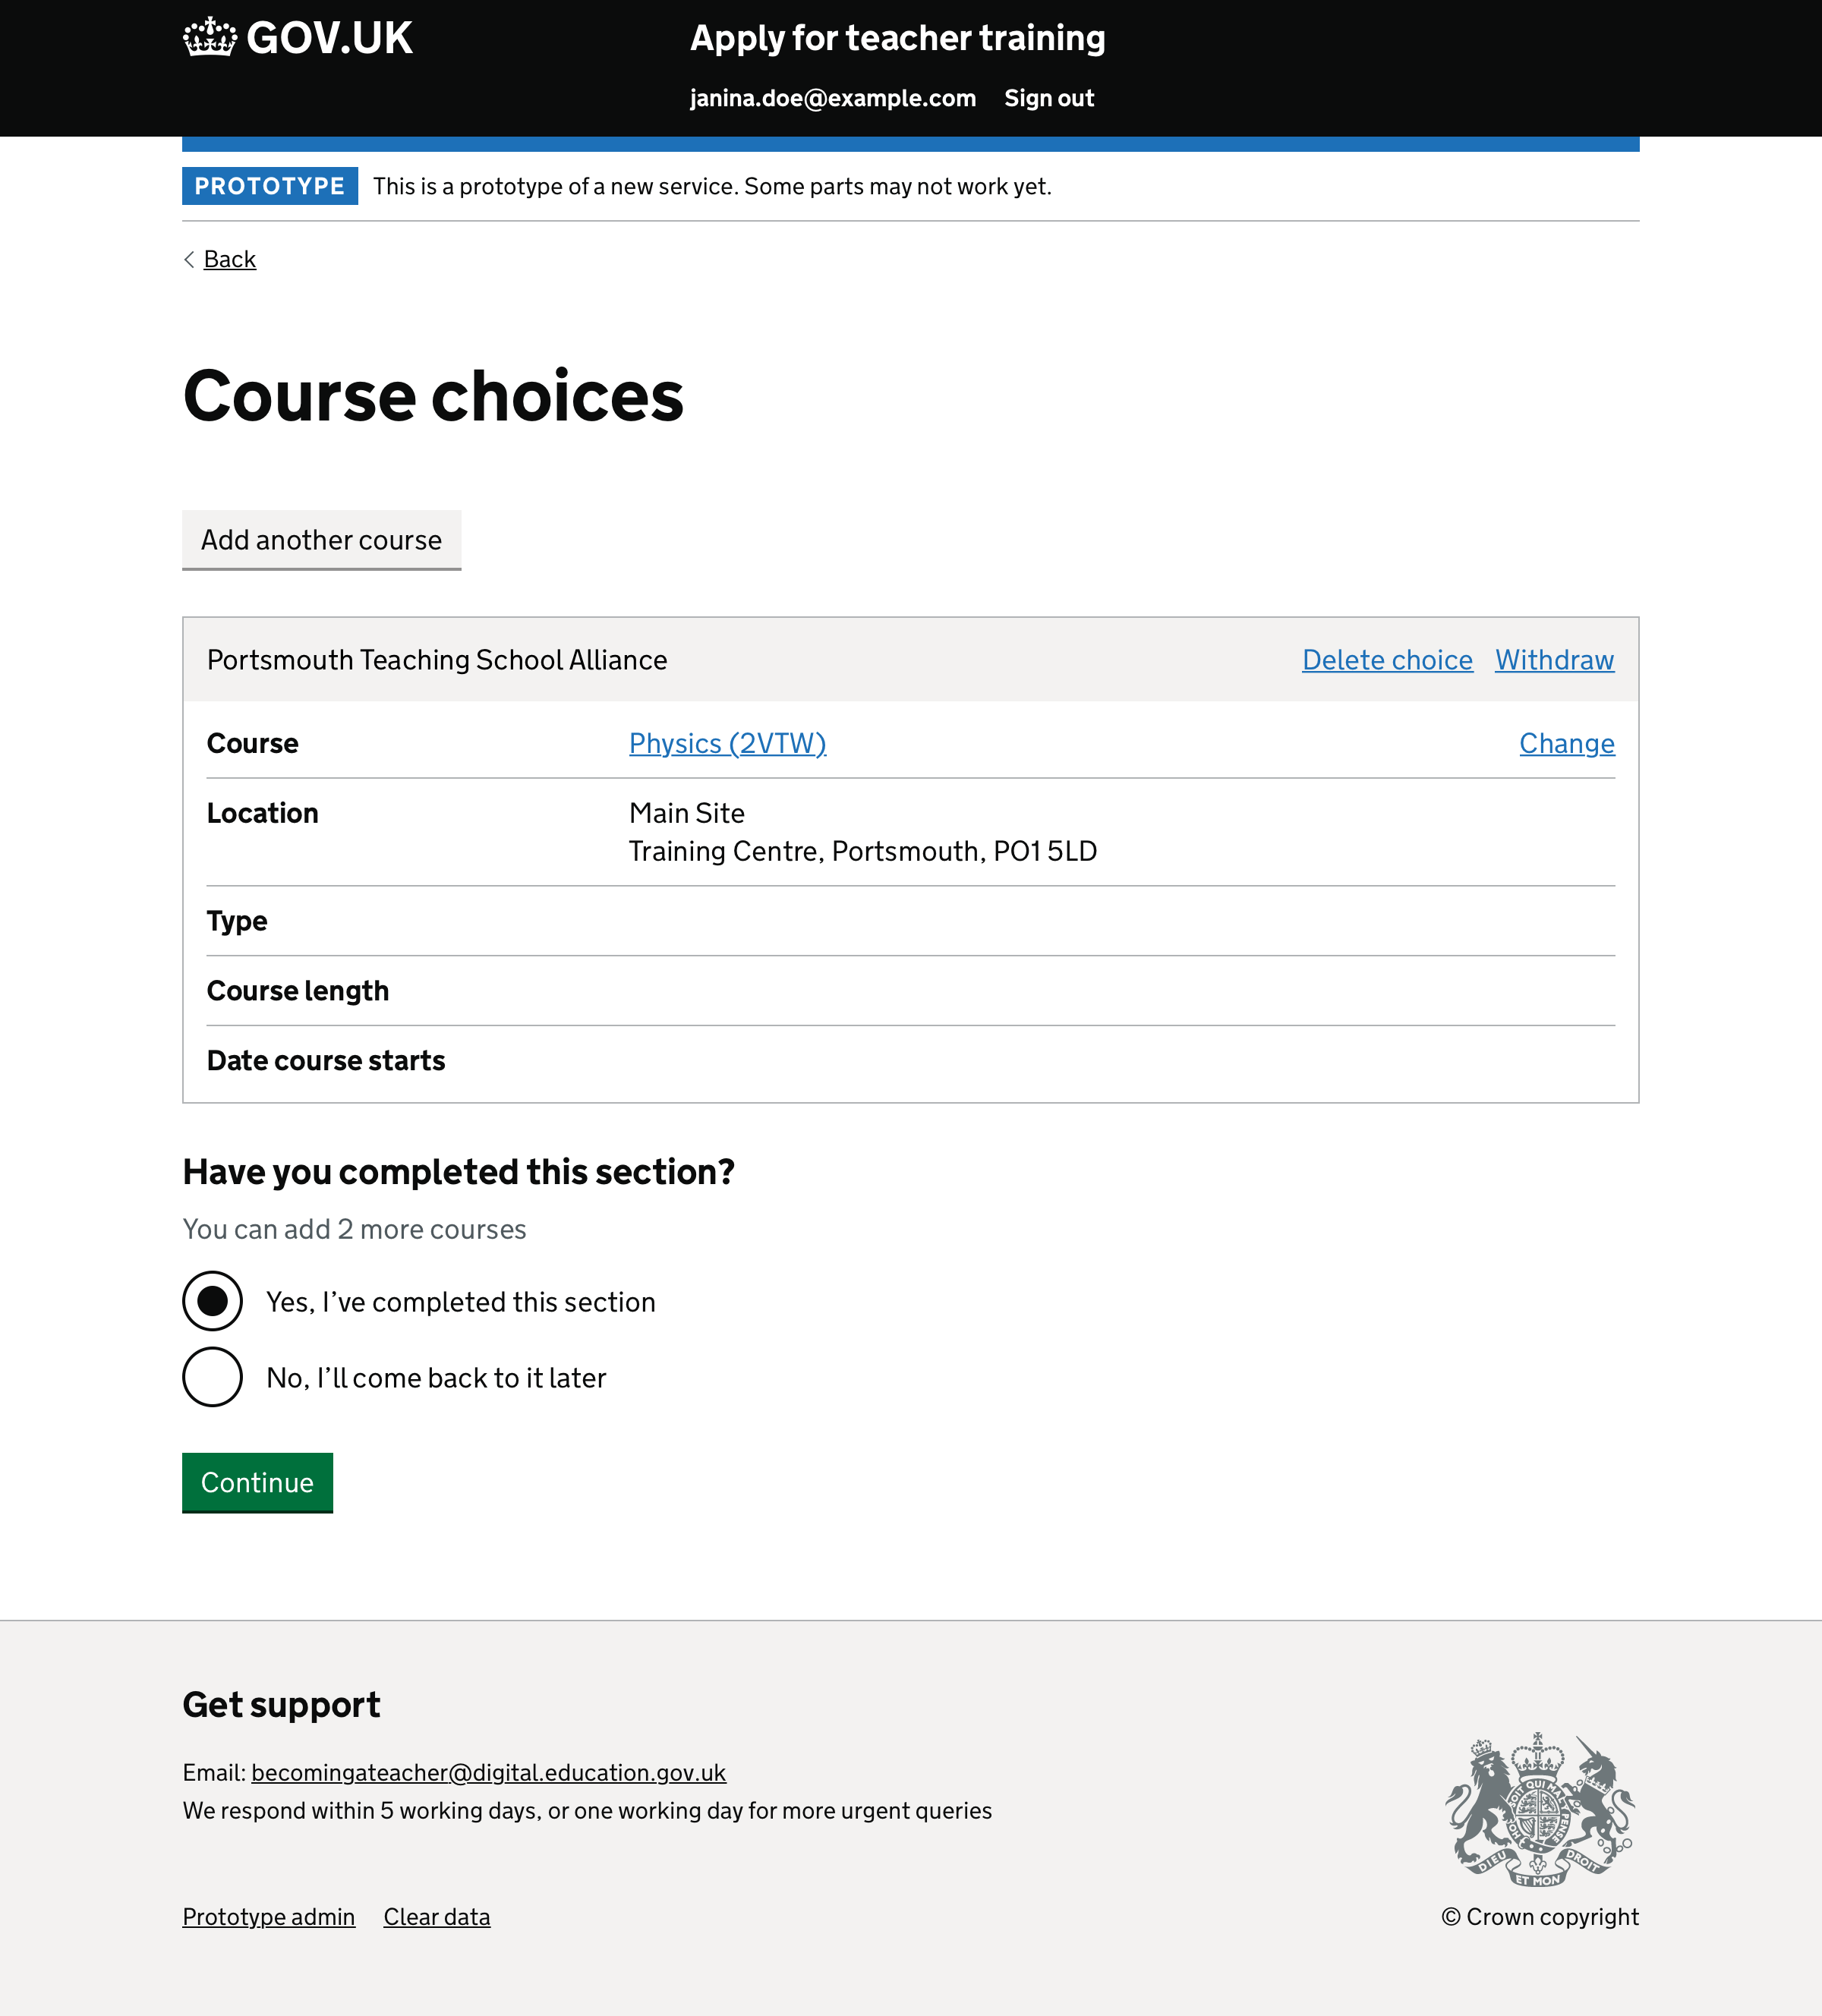 GOV.UK
Apply for teacher training
janina.doe@example.com Sign out
PROTOTYPE This is a prototype of a new service. Some parts may not work yet.
Back
Course choices
Add another course
Portsmouth Teaching School Alliance Delete choice Withdraw
Course Physics (2VTW) Change
Location Main Site
Training Centre, Portsmouth, PO1 5LD
Type
Course length
Date course starts
Have you completed this section?
You can add 2 more courses
Yes, I’ve completed this section
No, I’ll come back to it later
Continue
Get support
Email: becomingateacher@digital.education.gov.uk
We respond within 5 working days, or one working day for more urgent queries
DIEU ET MON DROIT
Prototype admin Clear data
© Crown copyright